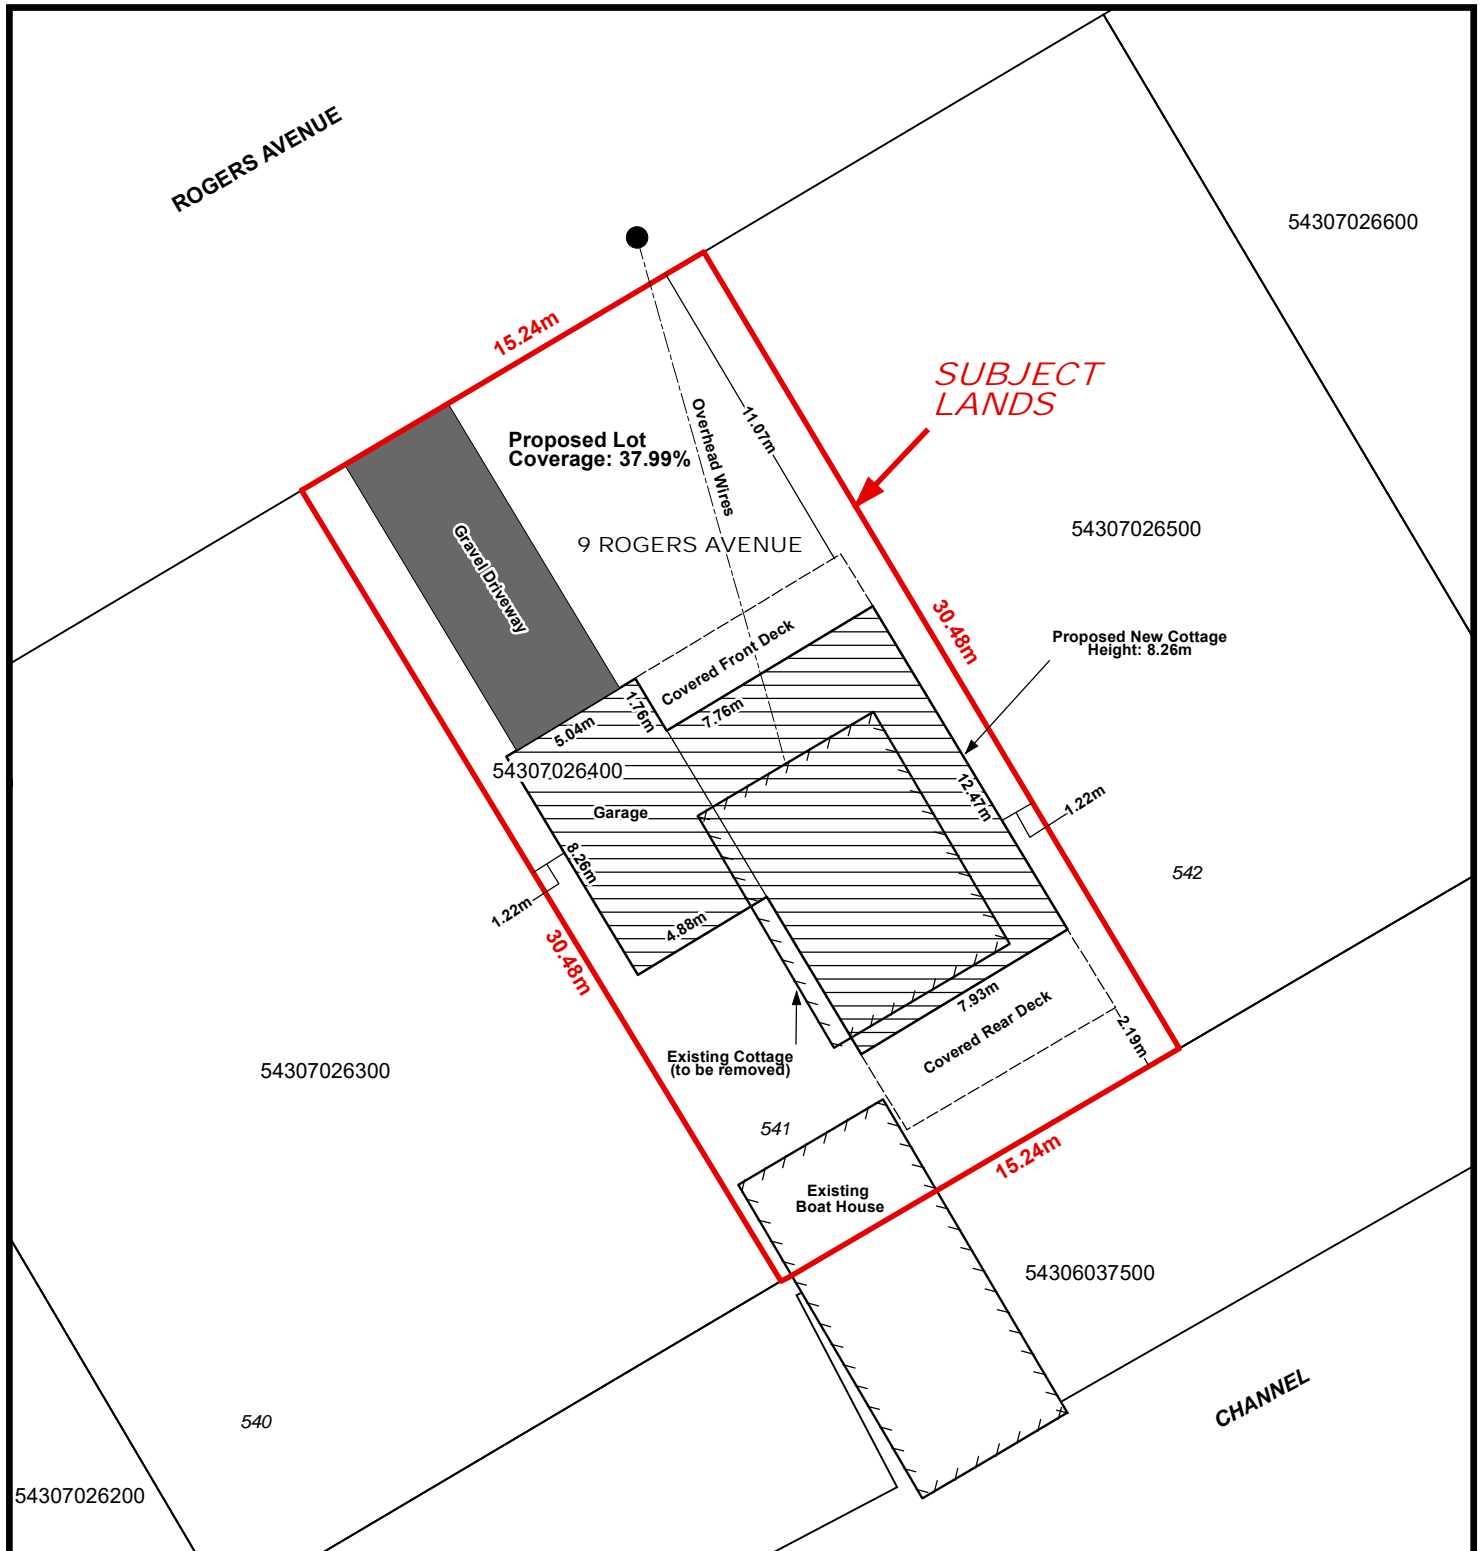 ROGERS AVENUE
54307026600
15.24m
SUBJECT
LANDS
11.07m
Overhead Wires
Proposed Lot
Coverage: 37.99%
54307026500
9 ROGERS AVENUE
Gravel Driveway
30.48m
Proposed New Cottage
Height: 8.26m
Covered Front Deck
1.76m
7.76m
5.04m
54307026400
12.47m
1.22m
Garage
8.26m
542
1.22m
4.88m
30.48m
7.93m
Covered Rear Deck
2.19m
Existing Cottage
(to be removed)
54307026300
541
15.24m
Existing
Boat House
54306037500
CHANNEL
540
54307026200